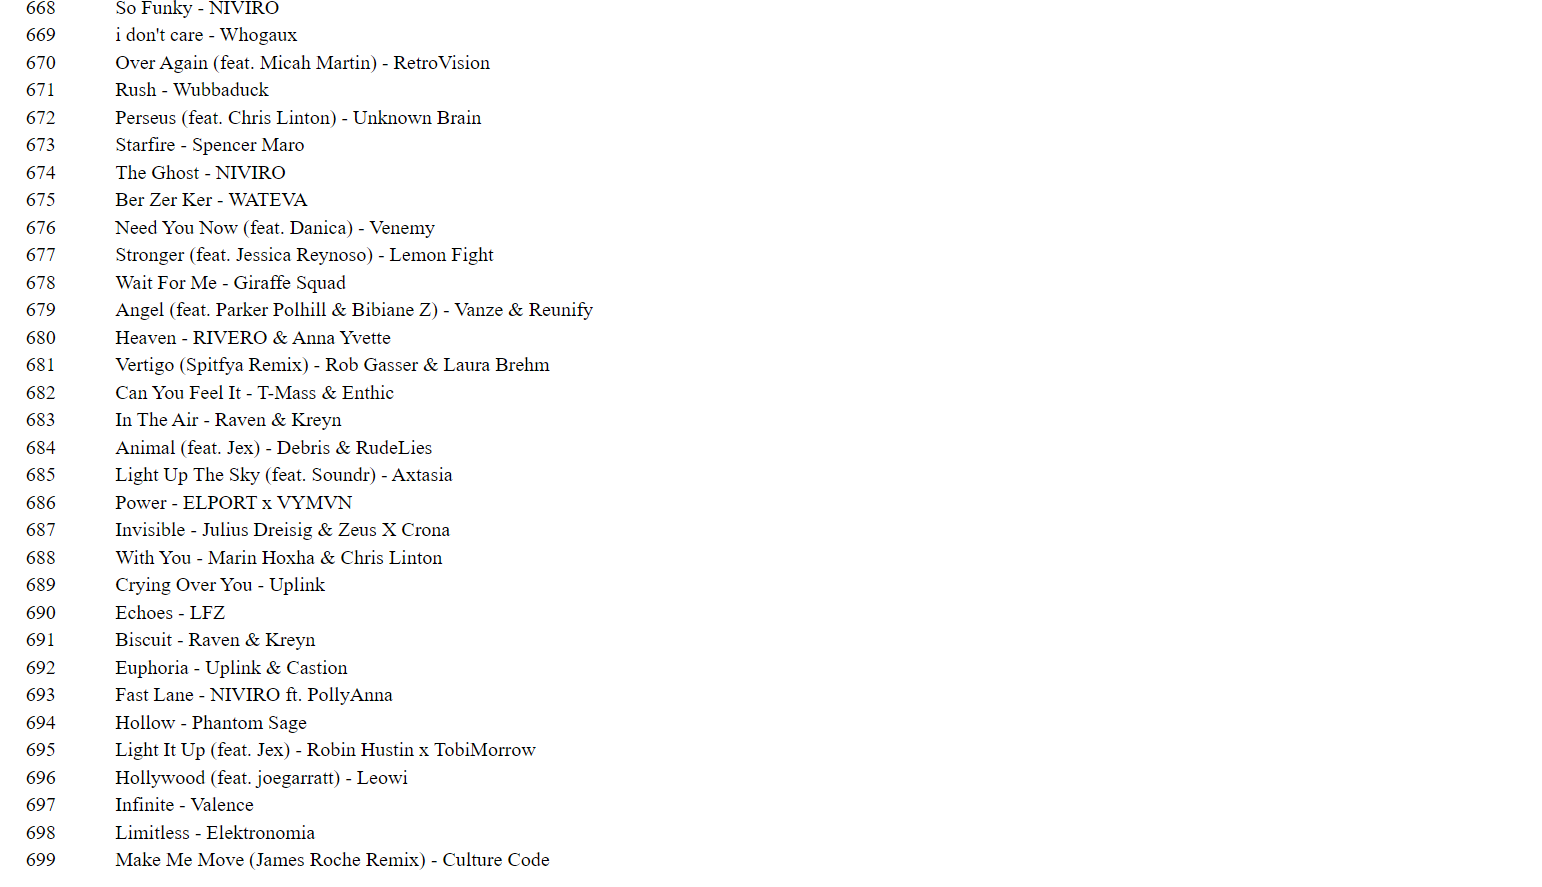 668 So Funky - NIVIRO
669 i don't care - Whogaux
670 Over Again (feat. Micah Martin) - RetroVision
671 Rush - Wubbaduck
672 Perseus (feat. Chris Linton) - Unknown Brain
673 Starfire - Spencer Maro
674 The Ghost - NIVIRO
675 Ber Zer Ker - WATEVA
676 Need You Now (feat. Danica) - Venemy
677 Stronger (feat. Jessica Reynoso) - Lemon Fight
678 Wait For Me - Giraffe Squad
679 Angel (feat. Parker Polhill & Bibiane Z) - Vanze & Reunify
680 Heaven - RIVERO & Anna Yvette
681 Vertigo (Spitfya Remix) - Rob Gasser & Laura Brehm
682 Can You Feel It - T-Mass & Enthic
683 In The Air - Raven & Kreyn
684 Animal (feat. Jex) - Debris & RudeLies
685 Light Up The Sky (feat. Soundr) - Axtasia
686 Power - ELPORT x VYMVN
687 Invisible - Julius Dreisig & Zeus X Crona
688 With You - Marin Hoxha & Chris Linton
689 Crying Over You - Uplink
690 Echoes - LFZ
691 Biscuit - Raven & Kreyn
692 Euphoria - Uplink & Castion
693 Fast Lane - NIVIRO ft. PollyAnna
694 Hollow - Phantom Sage
695 Light It Up (feat. Jex) - Robin Hustin x TobiMorrow
696 Hollywood (feat. joegarratt) - Leowi
697 Infinite - Valence
698 Limitless - Elektronomia
699 Make Me Move (James Roche Remix) - Culture Code